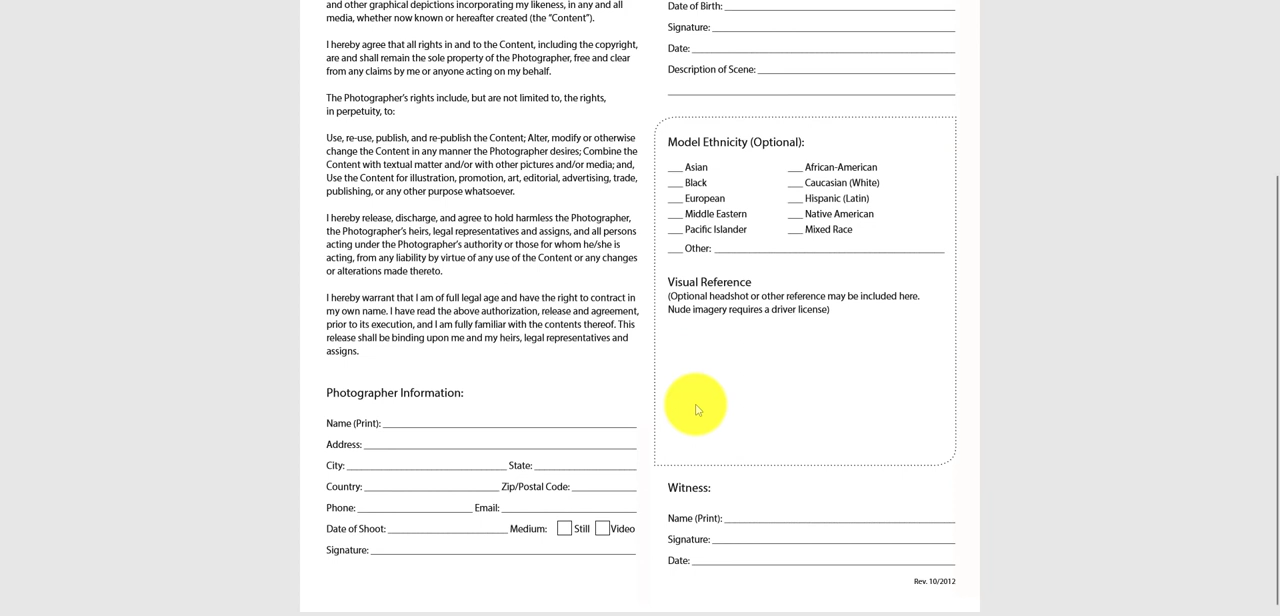 and other graphical depictions incorporating my likeness, in any and all
media, whether now known or hereafter created (the “Content”).
I hereby agree that all rights in and to the Content, including the copyright,
are and shall remain the sole property of the Photographer, free and clear
from any claims by me or anyone acting on my behalf.
The Photographer’s rights include, but are not limited to, the rights,
in perpetuity, to:
Use, re-use, publish, and re-publish the Content; Alter, modify or otherwise
change the Content in any manner the Photographer desires; Combine the
Content with textual matter and/or with other pictures and/or media; and,
Use the Content for illustration, promotion, art, editorial, advertising, trade,
publishing, or any other purpose whatsoever.
I hereby release, discharge, and agree to hold harmless the Photographer,
the Photographer’s heirs, legal representatives and assigns, and all persons
acting under the Photographer’s authority or those for whom he/she is
acting, from any liability by virtue of any use of the Content or any changes
or alterations made thereto.
I hereby warrant that I am of full legal age and have the right to contract in
my own name. I have read the above authorization, release and agreement,
prior to its execution, and I am fully familiar with the contents thereof. This
release shall be binding upon me and my heirs, legal representatives and
assigns.
Photographer Information:
Name (Print):
Address:
City: State:
Country: Zip/Postal Code:
Phone: Email:
Date of Shoot: Medium: Still Video
Signature:
Date of Birth:
Signature:
Date:
Description of Scene:
Model Ethnicity (Optional):
Asian African-American
Black Caucasian (White)
European Hispanic (Latin)
Middle Eastern Native American
Pacific Islander Mixed Race
Other:
Visual Reference
(Optional headshot or other reference may be included here.
Nude imagery requires a driver license)
Witness:
Name (Print):
Signature:
Date:
Rev. 10/2012